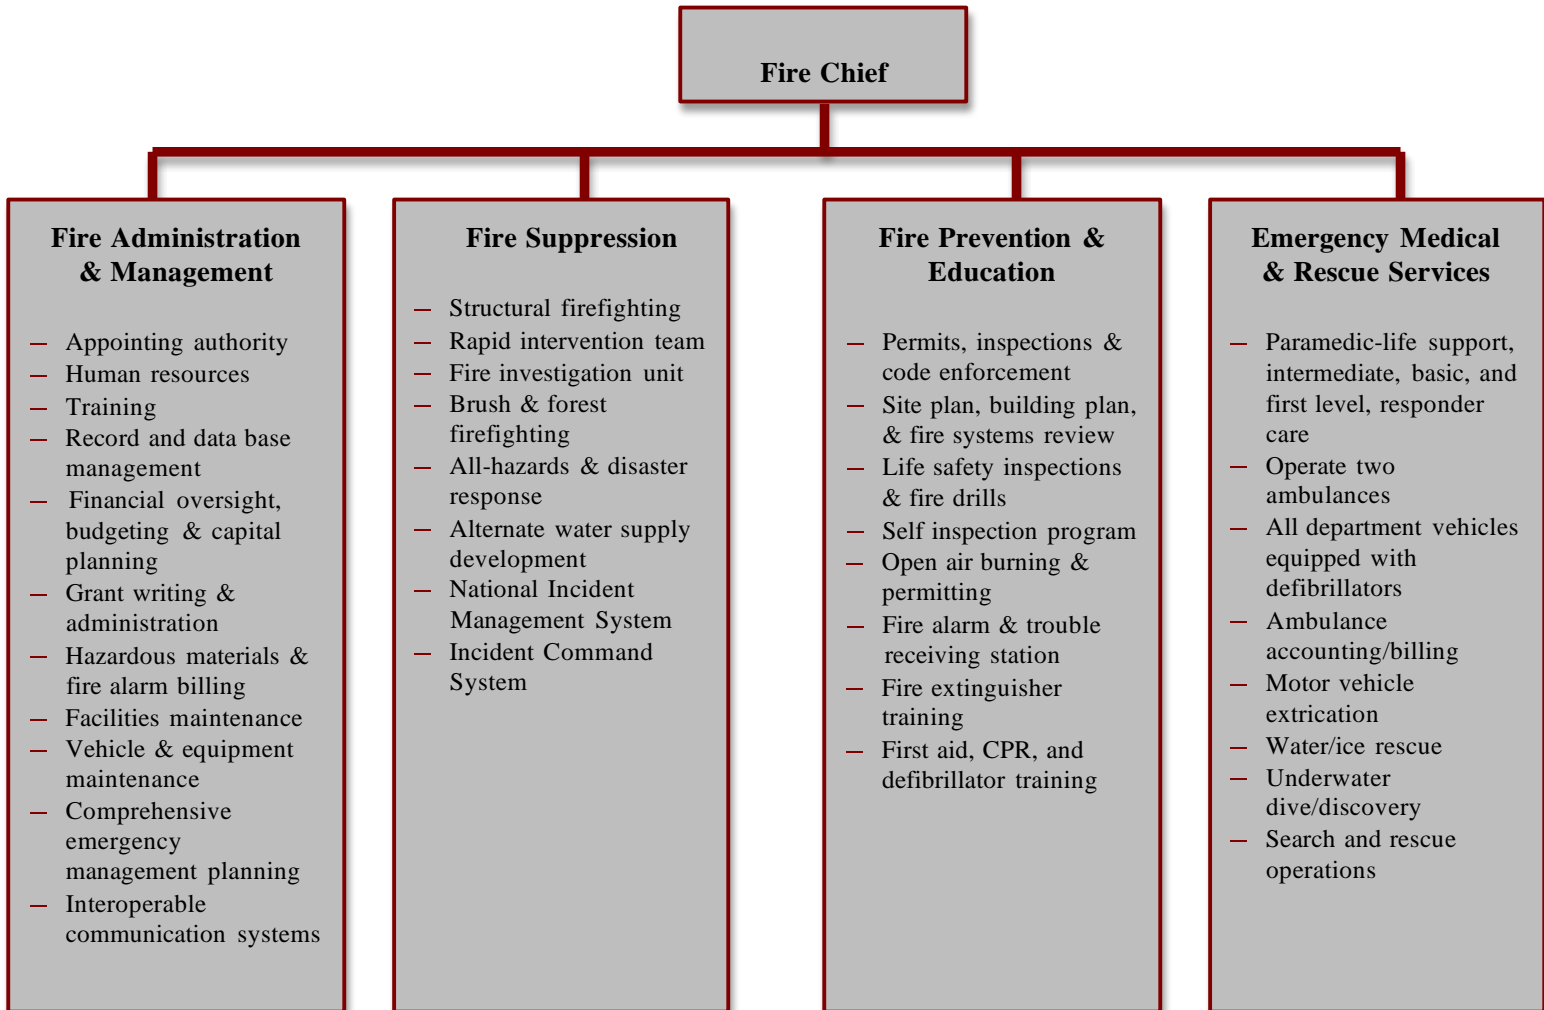 Fire Chief
Fire Administration
& Management
— Appointing authority
— Human resources
— Training
— Record and data base
management
— Financial oversight,
budgeting & capital
planning
— Grant writing &
administration
— Hazardous materials &
fire alarm billing
— Facilities maintenance
— Vehicle & equipment
maintenance
— Comprehensive
emergency
management planning
— Interoperable
communication systems
Fire Suppression
— Structural firefighting
— Rapid intervention team
— Fire investigation unit
— Brush & forest
firefighting
— All-hazards & disaster
response
— Alternate water supply
development
— National Incident
Management System
— Incident Command
System
Fire Prevention &
Education
— Permits, inspections &
code enforcement
— Site plan, building plan,
& fire systems review
— Life safety inspections
& fire drills
— Self inspection program
— Open air burning &
permitting
— Fire alarm & trouble
receiving station
— Fire extinguisher
training
— First aid, CPR, and
defibrillator training
Emergency Medical
& Rescue Services
— Paramedic-life support,
intermediate, basic, and
first level, responder
care
— Operate two
ambulances
— All department vehicles
equipped with
defibrillators
— Ambulance
accounting/billing
— Motor vehicle
extrication
— Water/ice rescue
— Underwater
dive/discovery
— Search and rescue
operations